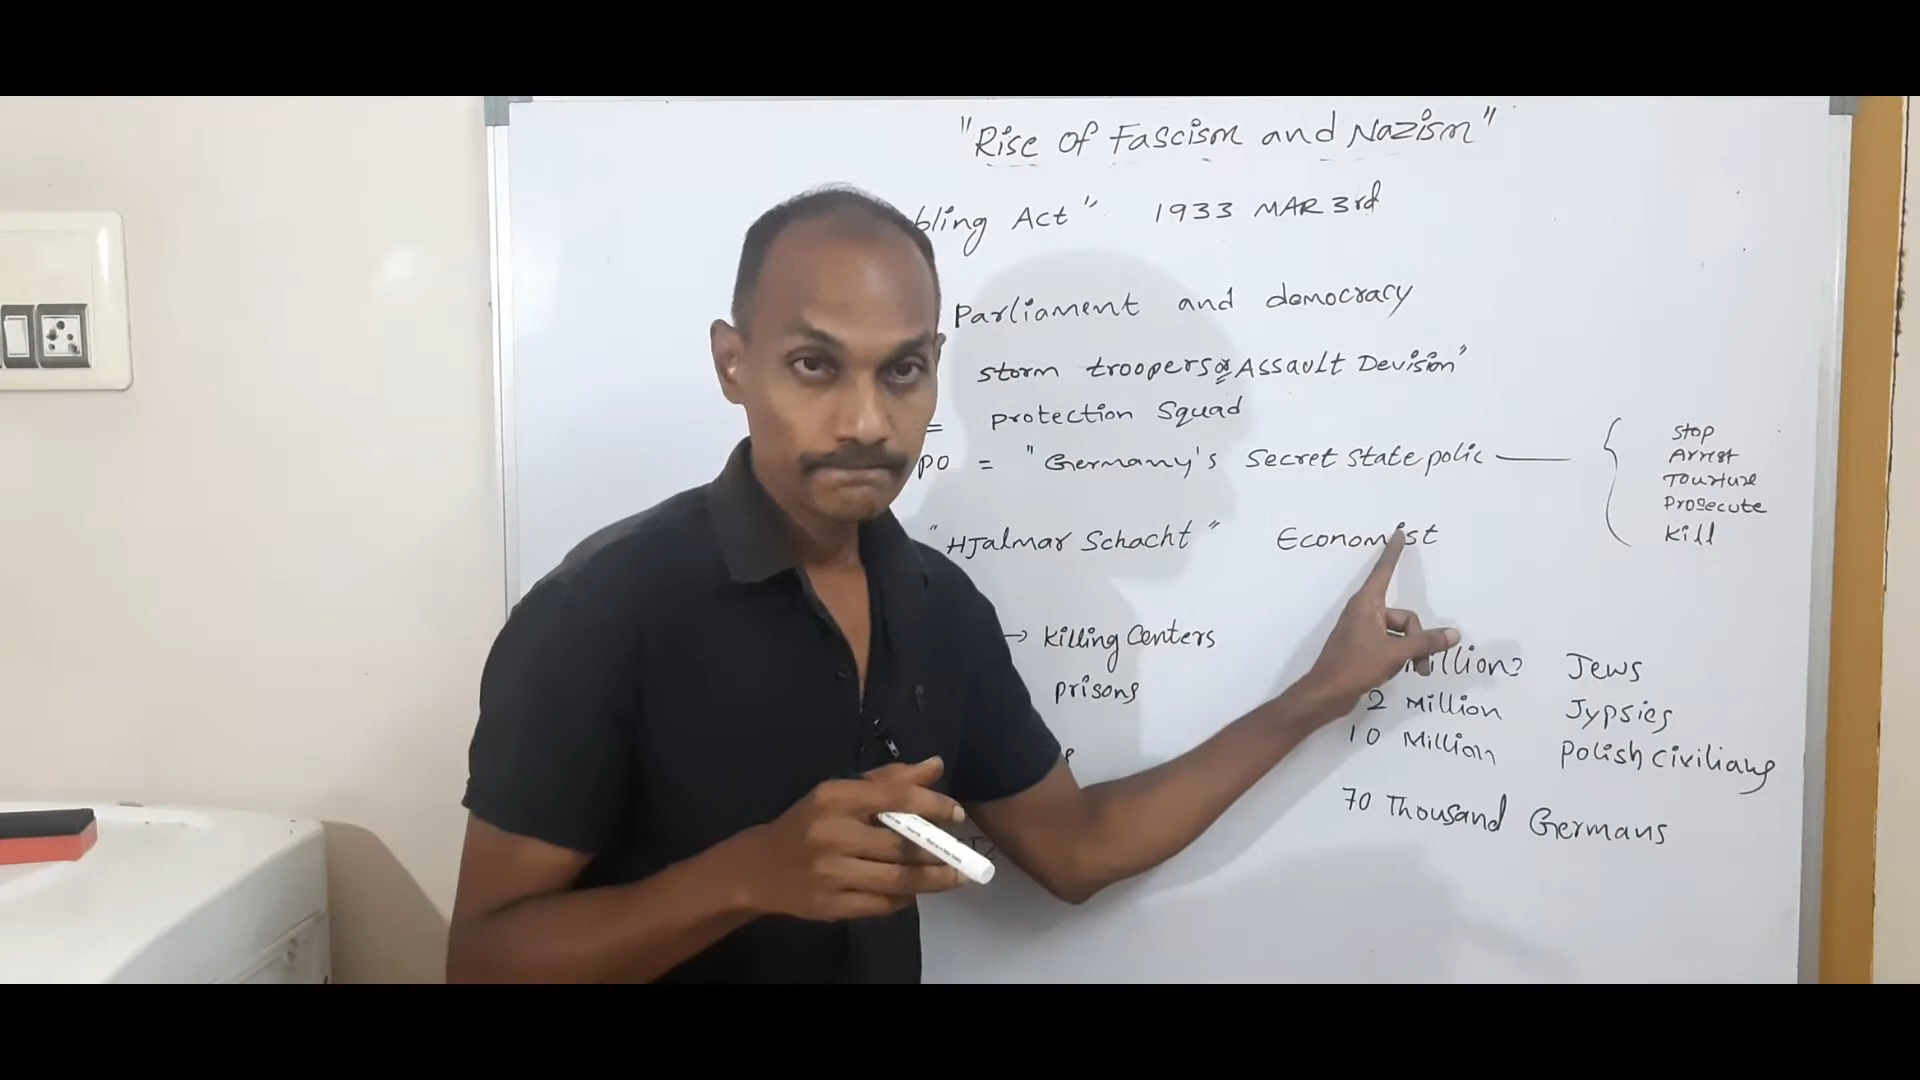 "Rise of Fascism and Nazism"
bling Act" 1933 MAR 3rd
Parliament and democracy
storm troopers or Assault Devision"
= protection Squad
po = "Germany's Secret State polic
Stop
Arrest
Tourture
Prosecute
Kill
"HJalmar Schacht" Economist
→ Killing Centers
prisons
Jews
2 Million Jypsies
10 Million Polish civilians
70 Thousand Germans